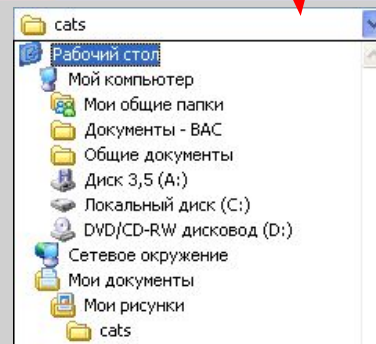 cats
Рабочий стол
Мой компьютер
Мои общие папки
Документы - BAC
Общие документы
Диск 3,5 (A:)
Локальный диск (C:)
DVD/CD-RW дисковод (D:)
Сетевое окружение
Мои документы
Мои рисунки
cats